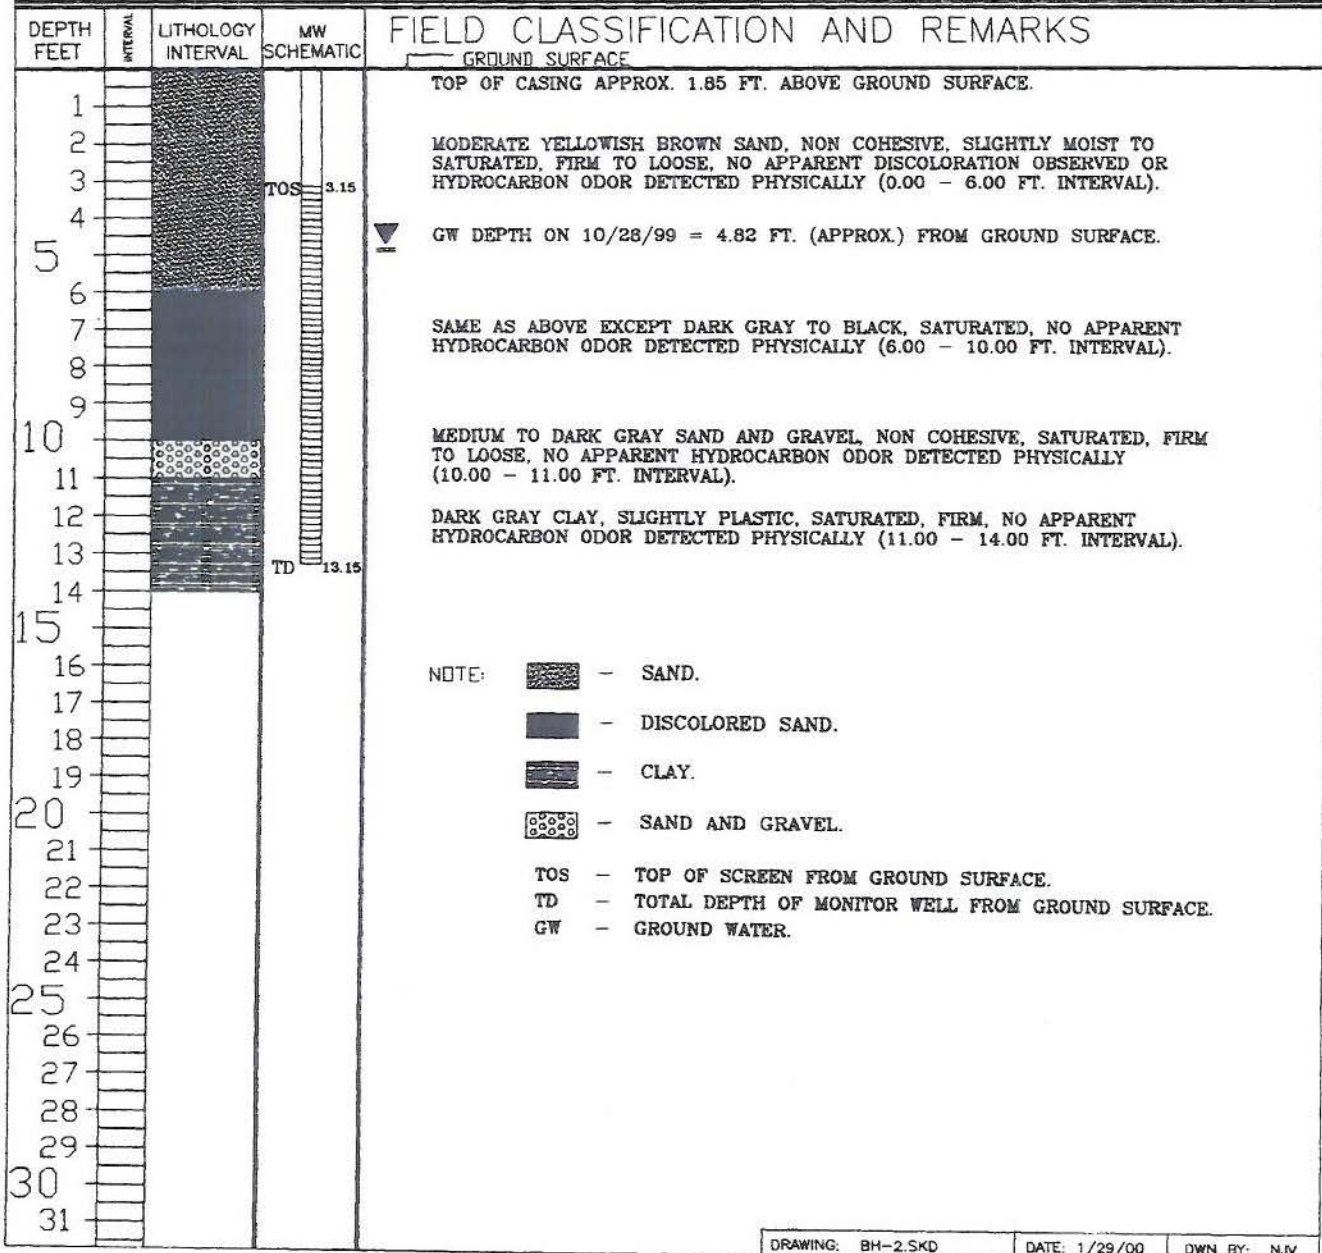 DEPTH FEET
INTERVAL
LITHOLOGY INTERVAL
MW SCHEMATIC
FIELD CLASSIFICATION AND REMARKS
GROUND SURFACE
TOP OF CASING APPROX. 1.85 FT. ABOVE GROUND SURFACE.
1
2
MODERATE YELLOWISH BROWN SAND, NON COHESIVE, SLIGHTLY MOIST TO
SATURATED, FIRM TO LOOSE, NO APPARENT DISCOLORATION OBSERVED OR
HYDROCARBON ODOR DETECTED PHYSICALLY (0.00 - 6.00 FT. INTERVAL).
3
TOS 3.15
4
GW DEPTH ON 10/28/99 = 4.82 FT. (APPROX.) FROM GROUND SURFACE.
5
6
7
SAME AS ABOVE EXCEPT DARK GRAY TO BLACK, SATURATED, NO APPARENT
HYDROCARBON ODOR DETECTED PHYSICALLY (6.00 - 10.00 FT. INTERVAL).
8
9
10
MEDIUM TO DARK GRAY SAND AND GRAVEL, NON COHESIVE, SATURATED, FIRM
TO LOOSE, NO APPARENT HYDROCARBON ODOR DETECTED PHYSICALLY
(10.00 - 11.00 FT. INTERVAL).
11
12
DARK GRAY CLAY, SLIGHTLY PLASTIC, SATURATED, FIRM, NO APPARENT
HYDROCARBON ODOR DETECTED PHYSICALLY (11.00 - 14.00 FT. INTERVAL).
13
TD 13.15
14
15
16
NOTE: - SAND.
17
- DISCOLORED SAND.
18
19
- CLAY.
20
- SAND AND GRAVEL.
21
22
TOS - TOP OF SCREEN FROM GROUND SURFACE.
TD - TOTAL DEPTH OF MONITOR WELL FROM GROUND SURFACE.
GW - GROUND WATER.
23
24
25
26
27
28
29
30
31
DRAWING: BH-2.SKD DATE: 1/29/00 DWN BY: NJV